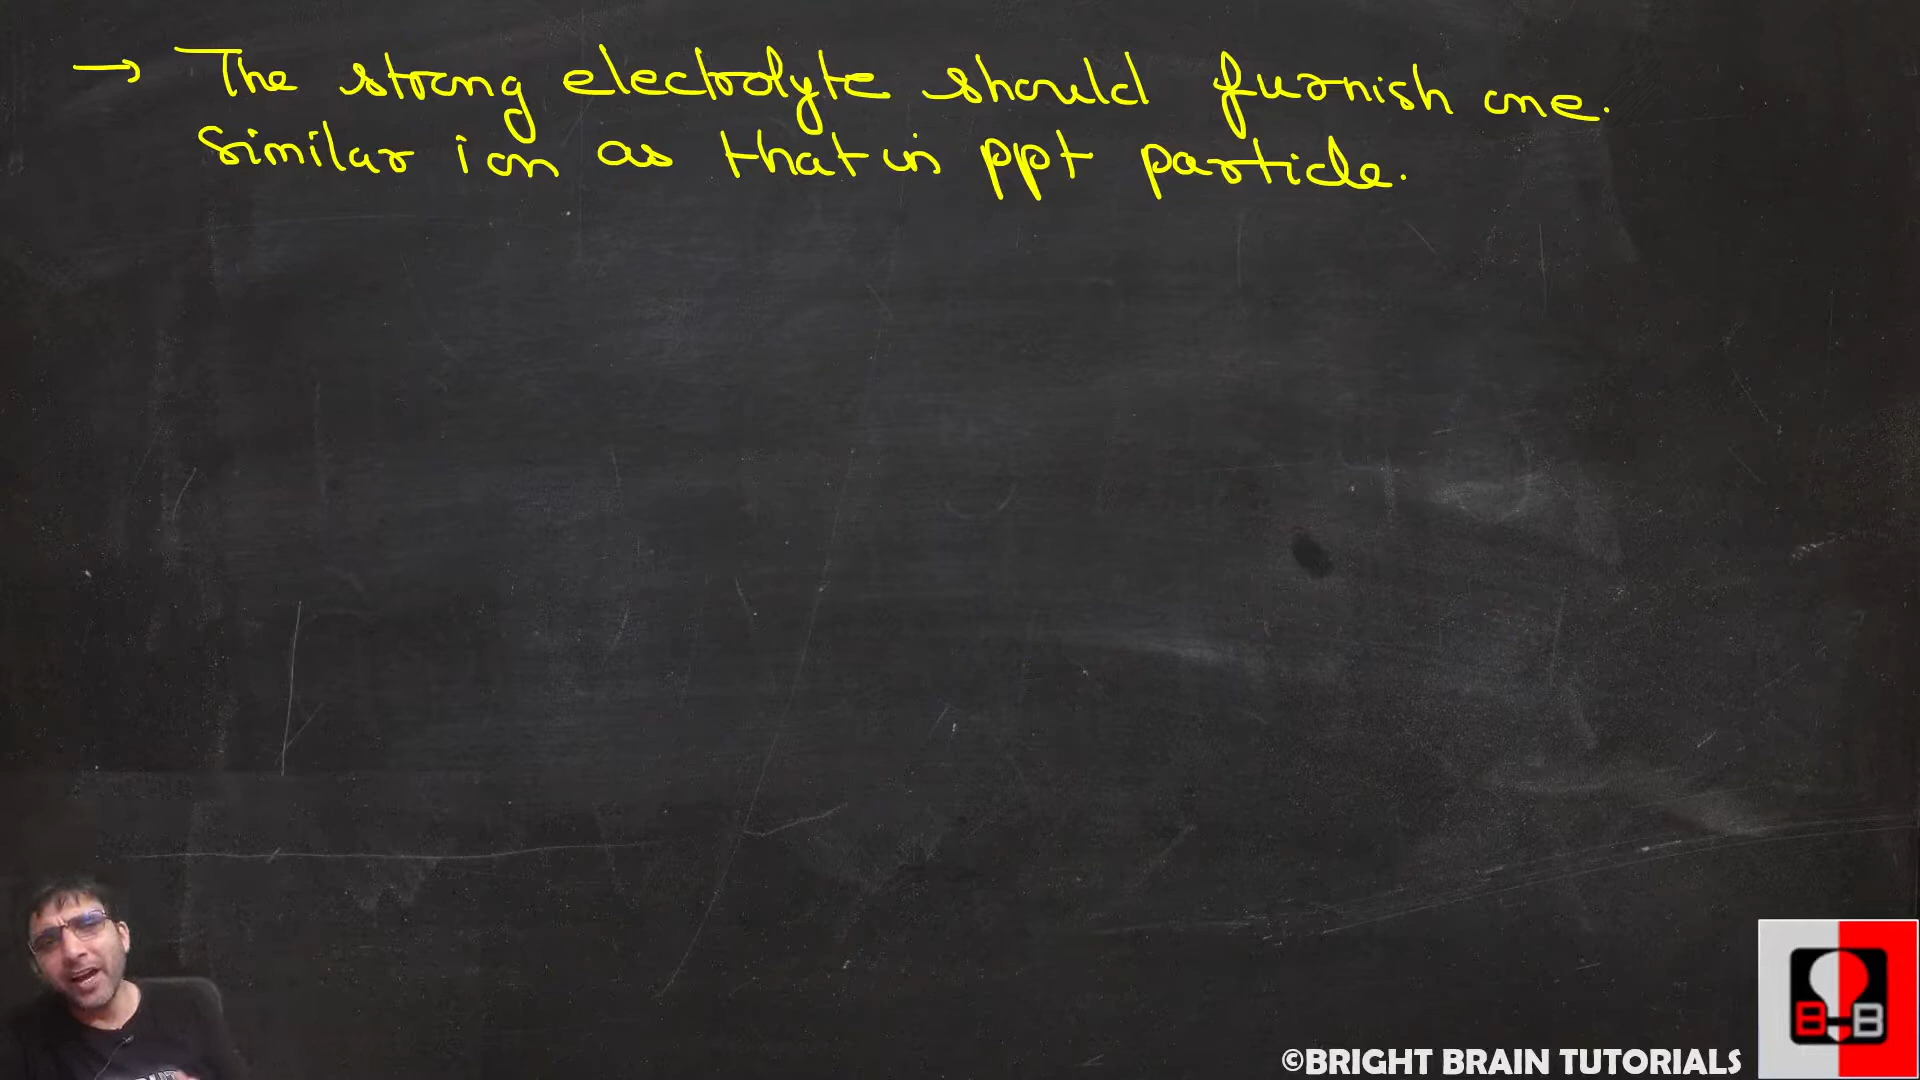 → The strong electrolyte should furnish one.
similar ion as that in ppt particle.
B B
©BRIGHT BRAIN TUTORIALS